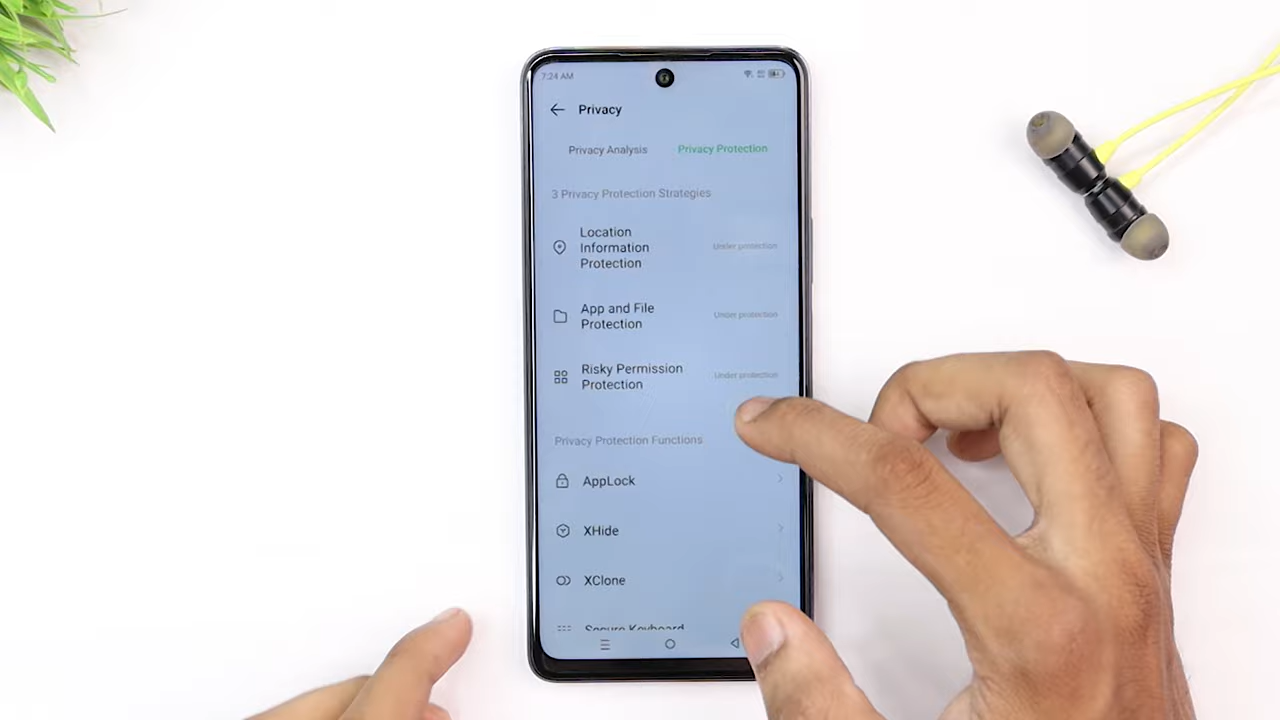 7:24 AM
Privacy
Privacy Analysis Privacy Protection
3 Privacy Protection Strategies
Location
Information
Protection
Under protection
App and File
Protection
Under protection
Risky Permission
Protection
Under protection
Privacy Protection Functions
AppLock
XHide
XClone
Secure Keyboard